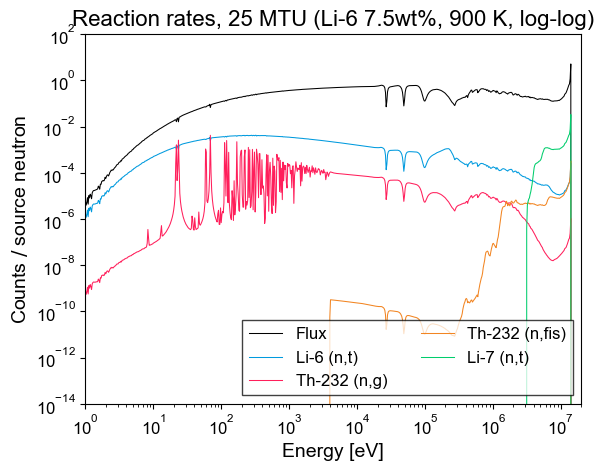 Reaction rates, 25 MTU (Li-6 7.5wt%, 900 K, log-log)
Counts / source neutron
10^2
10^0
10^−2
10^−4
10^−6
10^−8
10^−10
10^−12
10^−14
Flux
Li-6 (n,t)
Th-232 (n,g)
Th-232 (n,fis)
Li-7 (n,t)
10^0 10^1 10^2 10^3 10^4 10^5 10^6 10^7
Energy [eV]